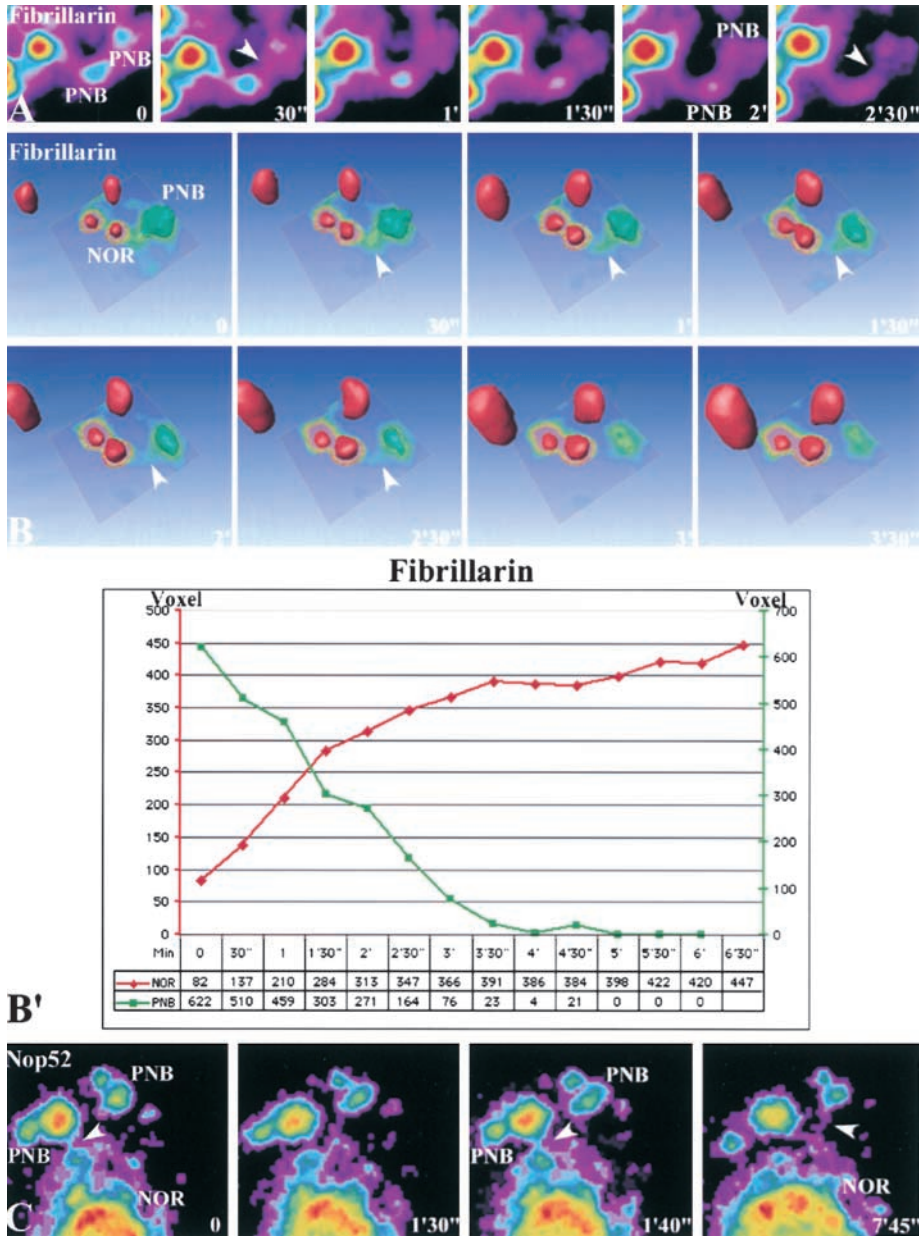 Fibrillarin
PNB
PNB
A
0
30"
1'
1'30"
PNB
PNB
2'
2'30"
Fibrillarin
PNB
NOR
0
30"
1'
1'30"
B
2'
2'30"
3'
3'30"
Fibrillarin
Voxel
Voxel
500
450
400
350
300
250
200
150
100
50
0
700
600
500
400
300
200
100
0
Min 0 30" 1 1'30" 2' 2'30" 3' 3'30" 4' 4'30" 5' 5'30" 6' 6'30"
NOR 82 137 210 284 313 347 366 391 386 384 398 422 420 447
PNB 622 510 459 303 271 164 76 23 4 21 0 0 0
B'
Nop52
PNB
PNB
NOR
C
0
1'30"
PNB
PNB
1'40"
NOR
7'45"